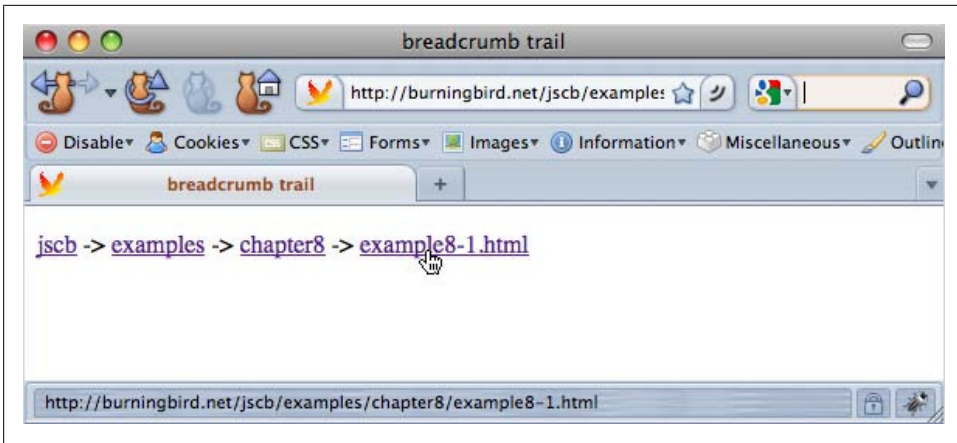 breadcrumb trail
http://burningbird.net/jscb/examples
Disable Cookies CSS Forms Images Information Miscellaneous Outlin
breadcrumb trail +
jscb -> examples -> chapter8 -> example8-1.html
http://burningbird.net/jscb/examples/chapter8/example8-1.html